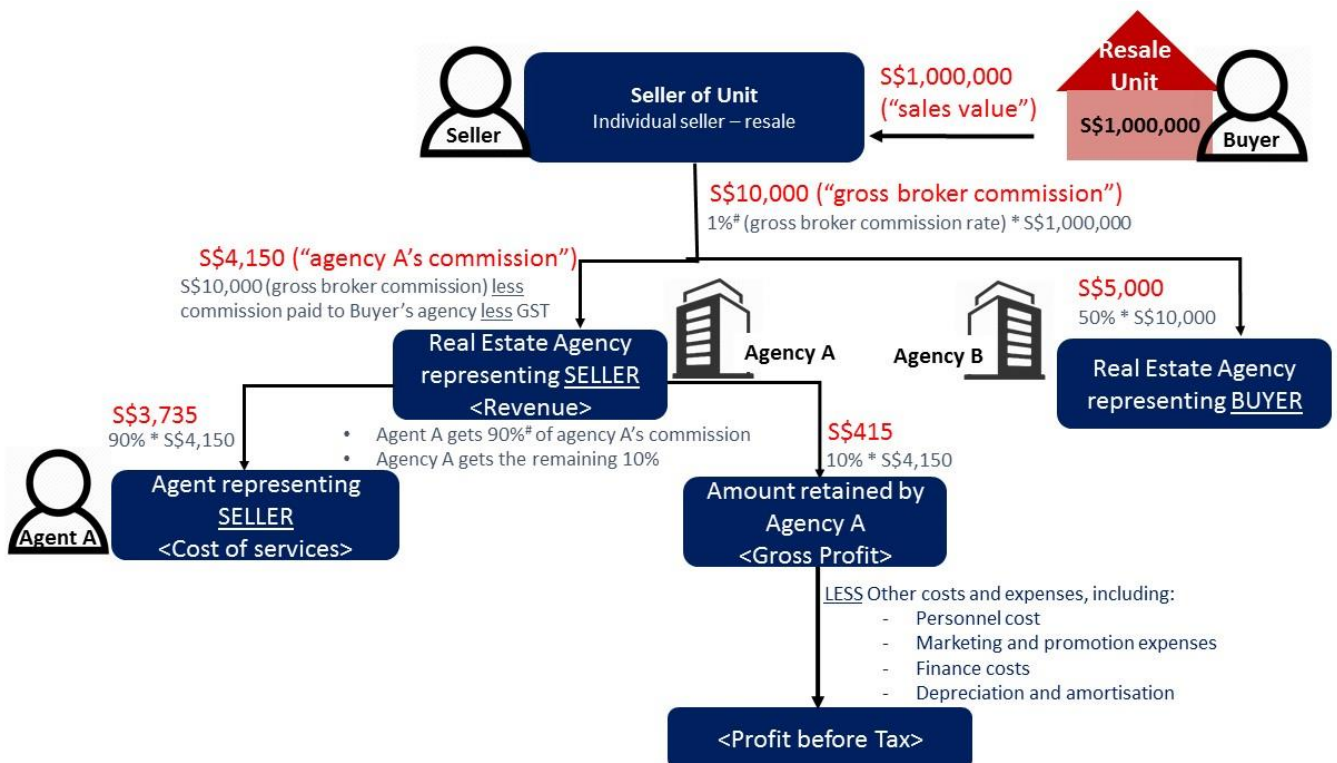 Resale
Unit
S$1,000,000
Buyer
S$1,000,000
("sales value")
Seller of Unit
Individual seller – resale
Seller
S$10,000 ("gross broker commission")
1%# (gross broker commission rate) * S$1,000,000
S$4,150 ("agency A's commission")
S$10,000 (gross broker commission) less
commission paid to Buyer's agency less GST
S$5,000
50% * S$10,000
Real Estate Agency
representing SELLER
<Revenue>
Agency A
Agency B
Real Estate Agency
representing BUYER
S$3,735
90% * S$4,150
• Agent A gets 90%# of agency A's commission
• Agency A gets the remaining 10%
S$415
10% * S$4,150
Agent A
Agent representing
SELLER
<Cost of services>
Amount retained by
Agency A
<Gross Profit>
LESS Other costs and expenses, including:
- Personnel cost
- Marketing and promotion expenses
- Finance costs
- Depreciation and amortisation
<Profit before Tax>